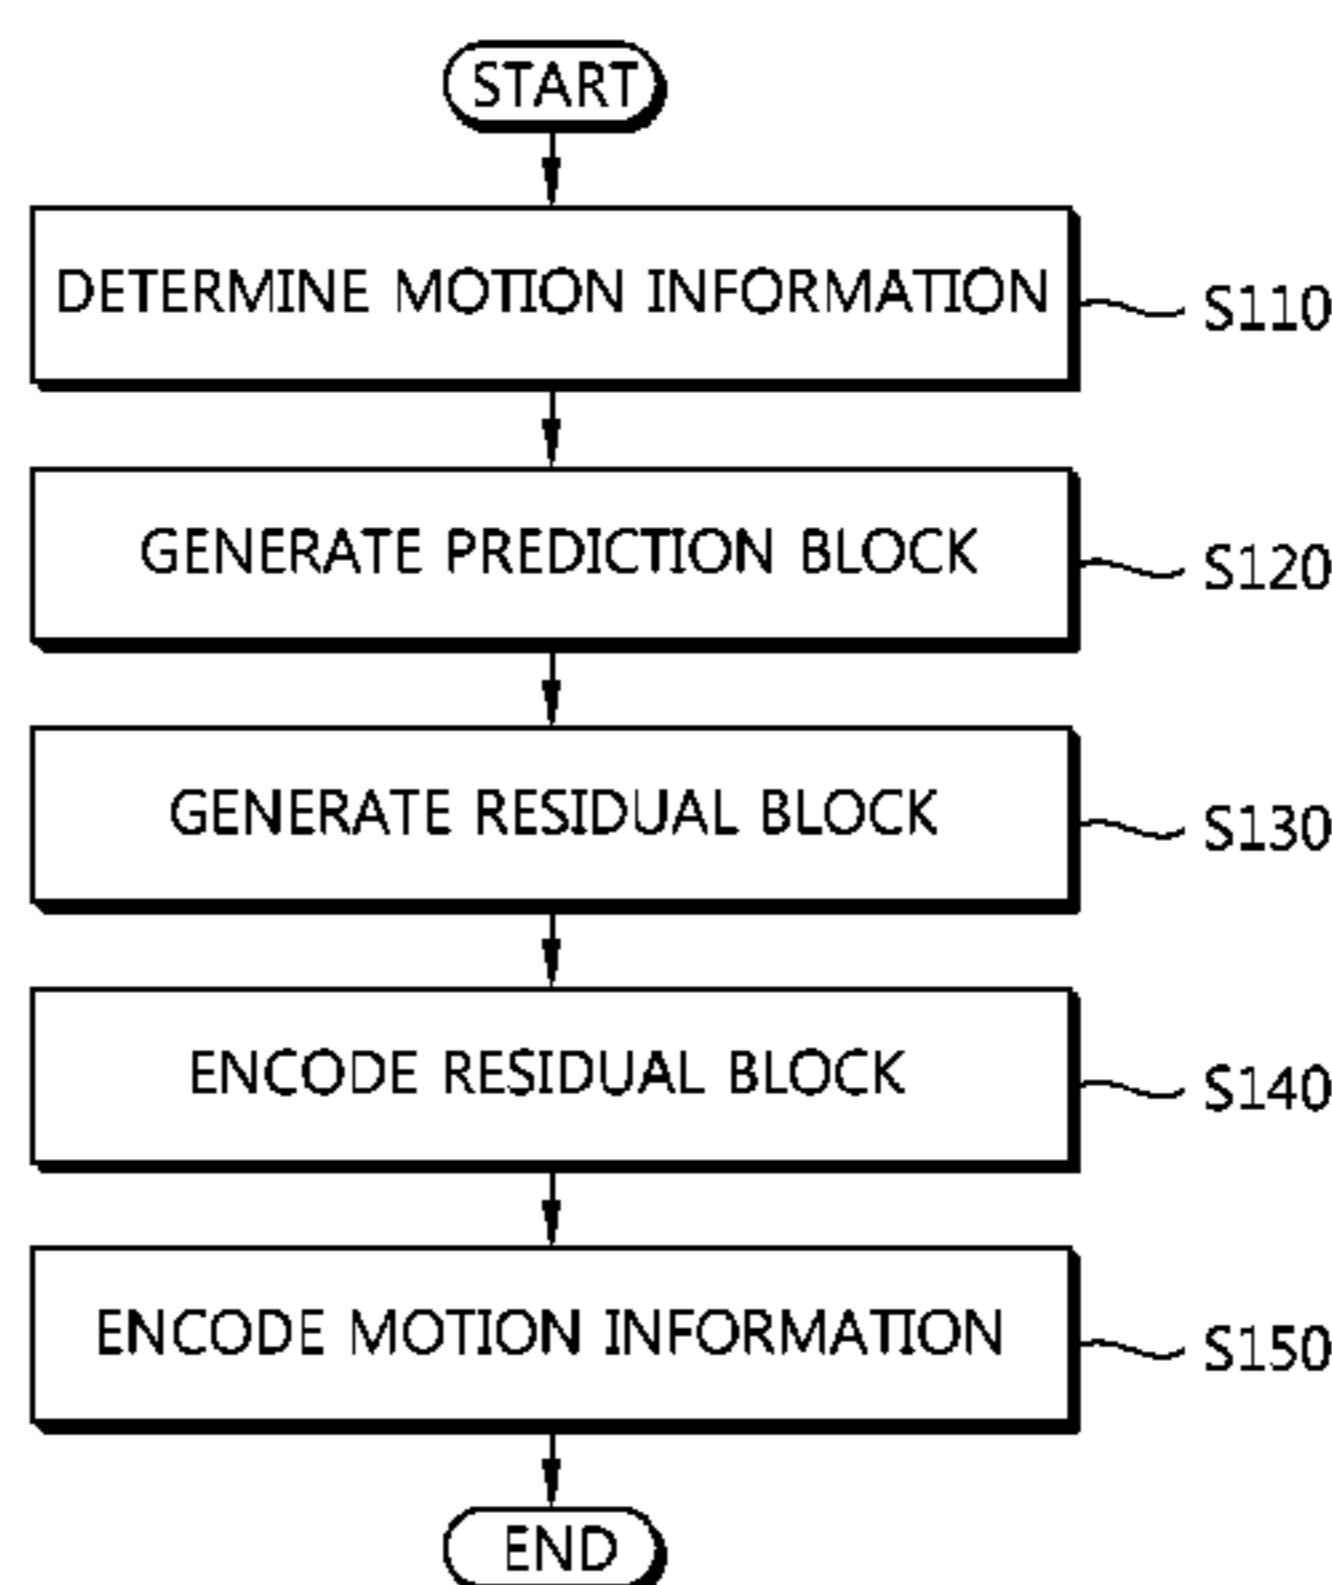 START
DETERMINE MOTION INFORMATION
S110
GENERATE PREDICTION BLOCK
S120
GENERATE RESIDUAL BLOCK
S130
ENCODE RESIDUAL BLOCK
S140
ENCODE MOTION INFORMATION
S150
END